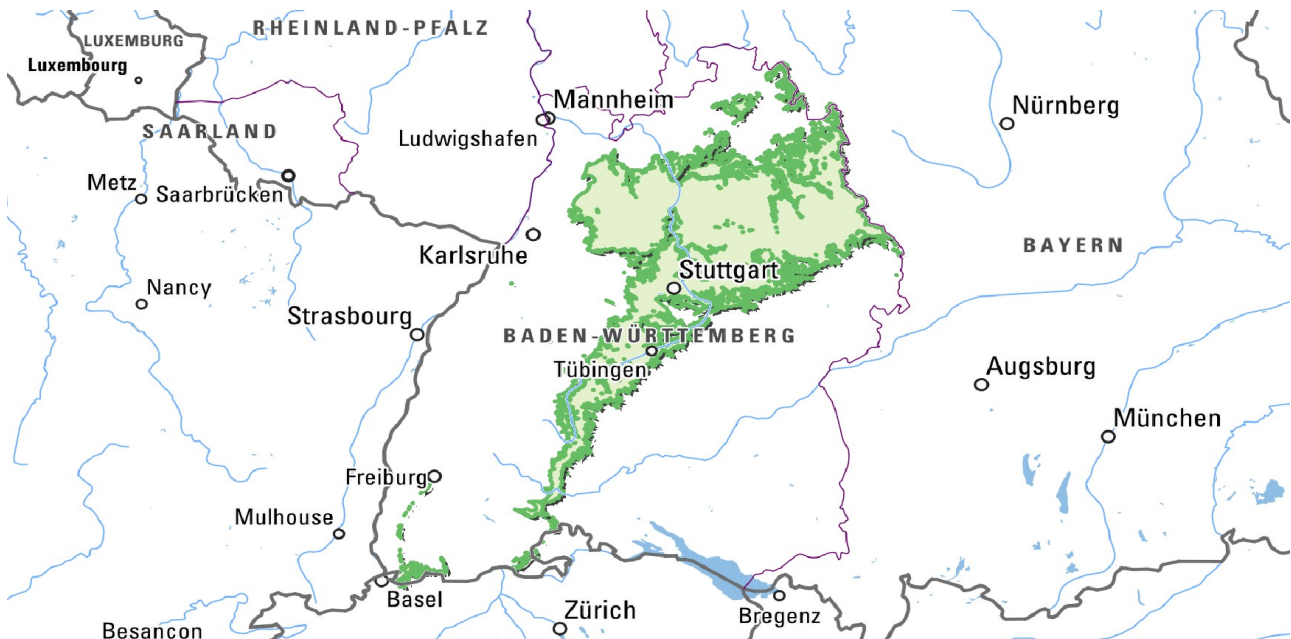 RHEINLAND-PFALZ
LUXEMBURG
Luxembourg
Mannheim
Nürnberg
SAARLAND
Ludwigshafen
Metz
Saarbrücken
Karlsruhe
BAYERN
Stuttgart
Nancy
Strasbourg
BADEN-WÜRTTEMBERG
Tübingen
Augsburg
München
Freiburg
Mulhouse
Basel
Zürich
Bregenz
Besancon